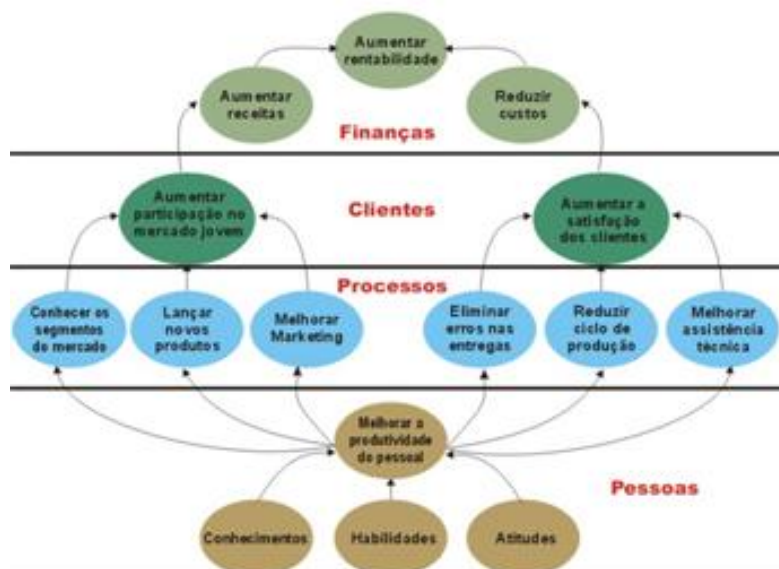 Aumentar
rentabilidade
Aumentar
receitas
Reduzir
custos
Finanças
Aumentar
participação no
mercado jovem
Clientes
Aumentar a
satisfação
dos clientes
Processos
Conhecer os
segmentos
do mercado
Lançar
novos
produtos
Melhorar
Marketing
Eliminar
erros nas
entregas
Reduzir
ciclo de
produção
Melhorar
assistência
técnica
Melhorar a
produtividade
do pessoal
Pessoas
Conhecimentos
Habilidades
Atitudes